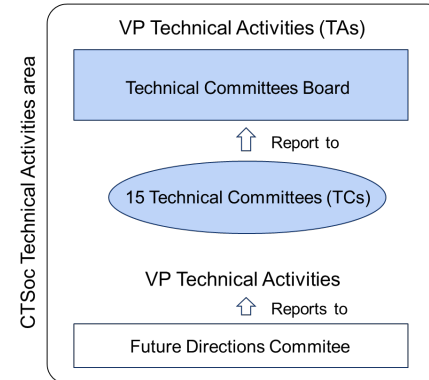 CTSoc Technical Activities area
VP Technical Activities (TAs)
Technical Committees Board
Report to
15 Technical Committees (TCs)
VP Technical Activities
Reports to
Future Directions Commitee